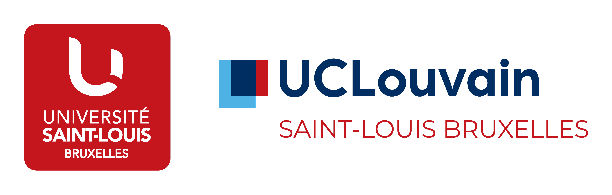 UNIVERSITÉ
SAINT-LOUIS
BRUXELLES
UCLouvain
SAINT-LOUIS BRUXELLES